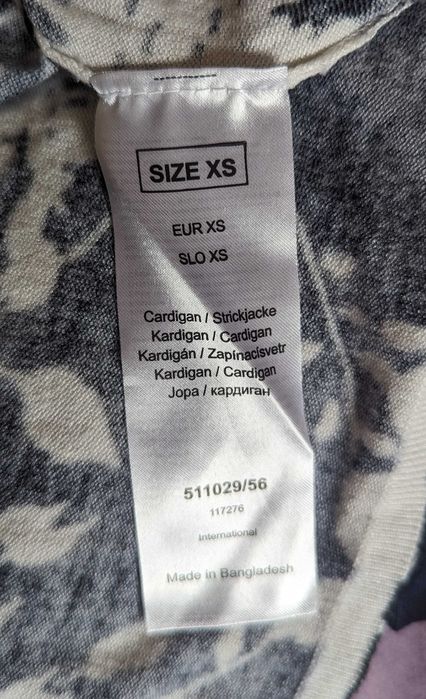 SIZE XS
EUR XS
SLO XS
Cardigan / Strickjacke
Kardigan / Cardigan
Kardigán / Zapínacísvetr
Kardigan / Cardigan
Jopa / кардиган
511029/56
117276
International
Made in Bangladesh